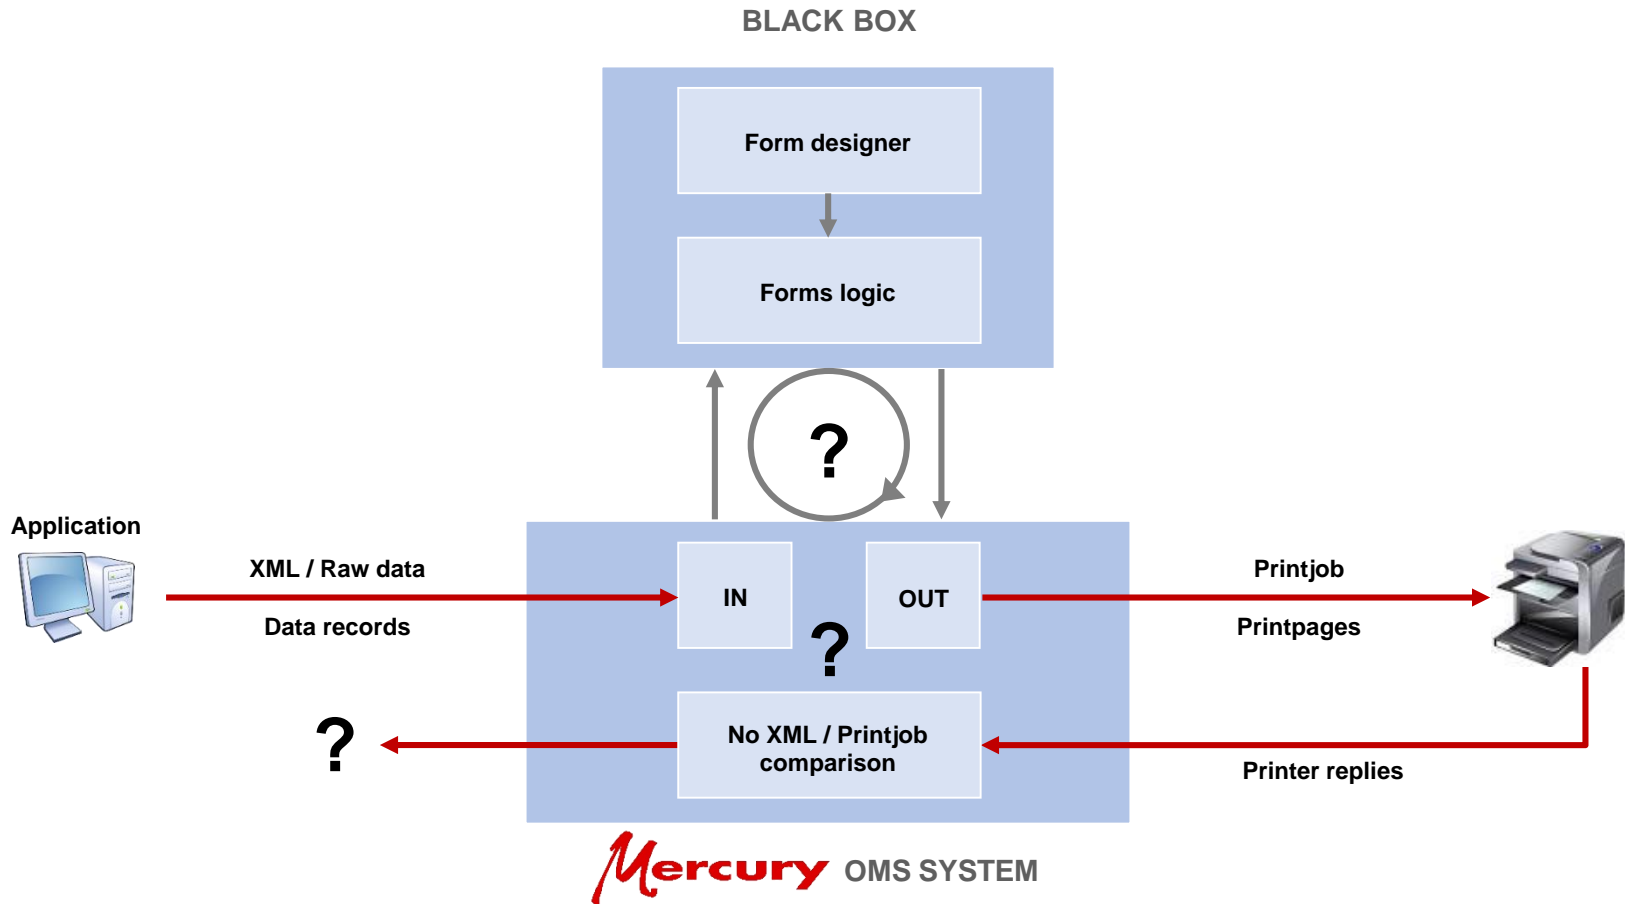 BLACK BOX
Form designer
Forms logic
?
Application
XML / Raw data
Data records
IN
OUT
?
Printjob
Printpages
?
No XML / Printjob
comparison
Printer replies
Mercury OMS SYSTEM